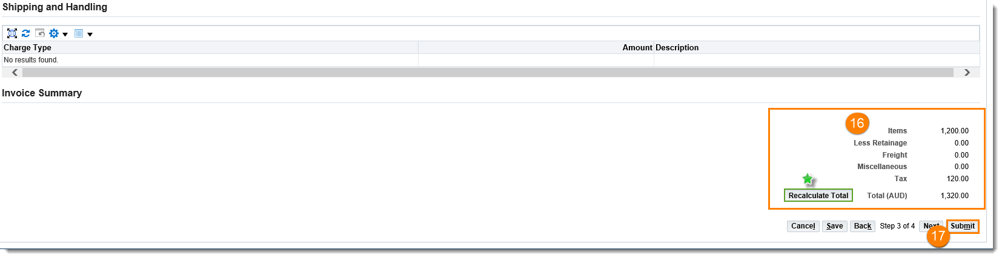 Shipping and Handling
Charge Type Amount Description
No results found.
Invoice Summary
16
Items 1,200.00
Less Retainage 0.00
Freight 0.00
Miscellaneous 0.00
Tax 120.00
Recalculate Total Total (AUD) 1,320.00
Cancel Save Back Step 3 of 4 Next Submit
17